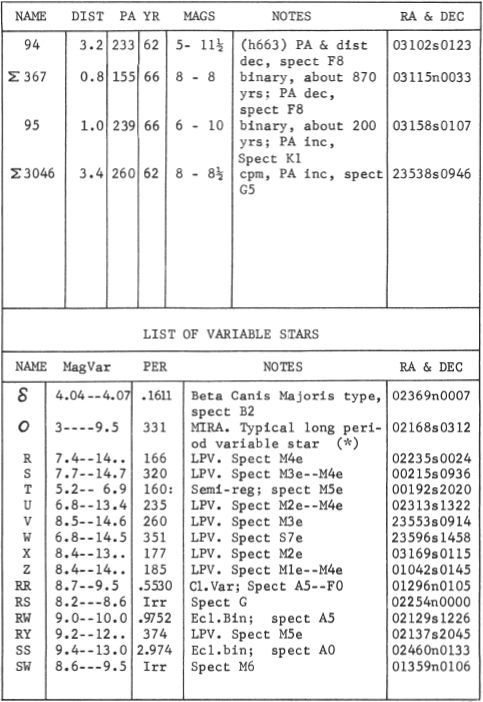 NAME DIST PA YR MAGS NOTES RA & DEC
94 3.2 233 62 5- 11½ (h663) PA & dist 03102s0123
dec, spect F8
Σ367 0.8 155 66 8 - 8 binary, about 870 03115n0033
yrs; PA dec,
spect F8
95 1.0 239 66 6 - 10 binary, about 200 03158s0107
yrs; PA inc,
Spect K1
Σ3046 3.4 260 62 8 - 8½ cpm, PA inc, spect 23538s0946
G5
LIST OF VARIABLE STARS
NAME MagVar PER NOTES RA & DEC
δ 4.04--4.07 .1611 Beta Canis Majoris type, 02369n0007
spect B2
O 3----9.5 331 MIRA. Typical long peri- 02168s0312
od variable star (*)
R 7.4--14.. 166 LPV. Spect M4e 02235s0024
S 7.7--14.7 320 LPV. Spect M3e--M4e 00215s0936
T 5.2-- 6.9 160: Semi-reg; spect M5e 00192s2020
U 6.8--13.4 235 LPV. Spect M2e--M4e 02313s1322
V 8.5--14.6 260 LPV. Spect M3e 23553s0914
W 6.8--14.5 351 LPV. Spect S7e 23596s1458
X 8.4--13.. 177 LPV. Spect M2e 03169s0115
Z 8.4--14.. 185 LPV. Spect M1e--M4e 01042s0145
RR 8.7--9.5 .5530 Cl.Var; Spect A5--F0 01296n0105
RS 8.2---8.6 Irr Spect G 02254n0000
RW 9.0--10.0 .9752 Ecl.Bin; spect A5 02129s1226
RY 9.2--12.. 374 LPV. Spect M5e 02137s2045
SS 9.4--13.0 2.974 Ecl.bin; spect A0 02460n0133
SW 8.6---9.5 Irr Spect M6 01359n0106